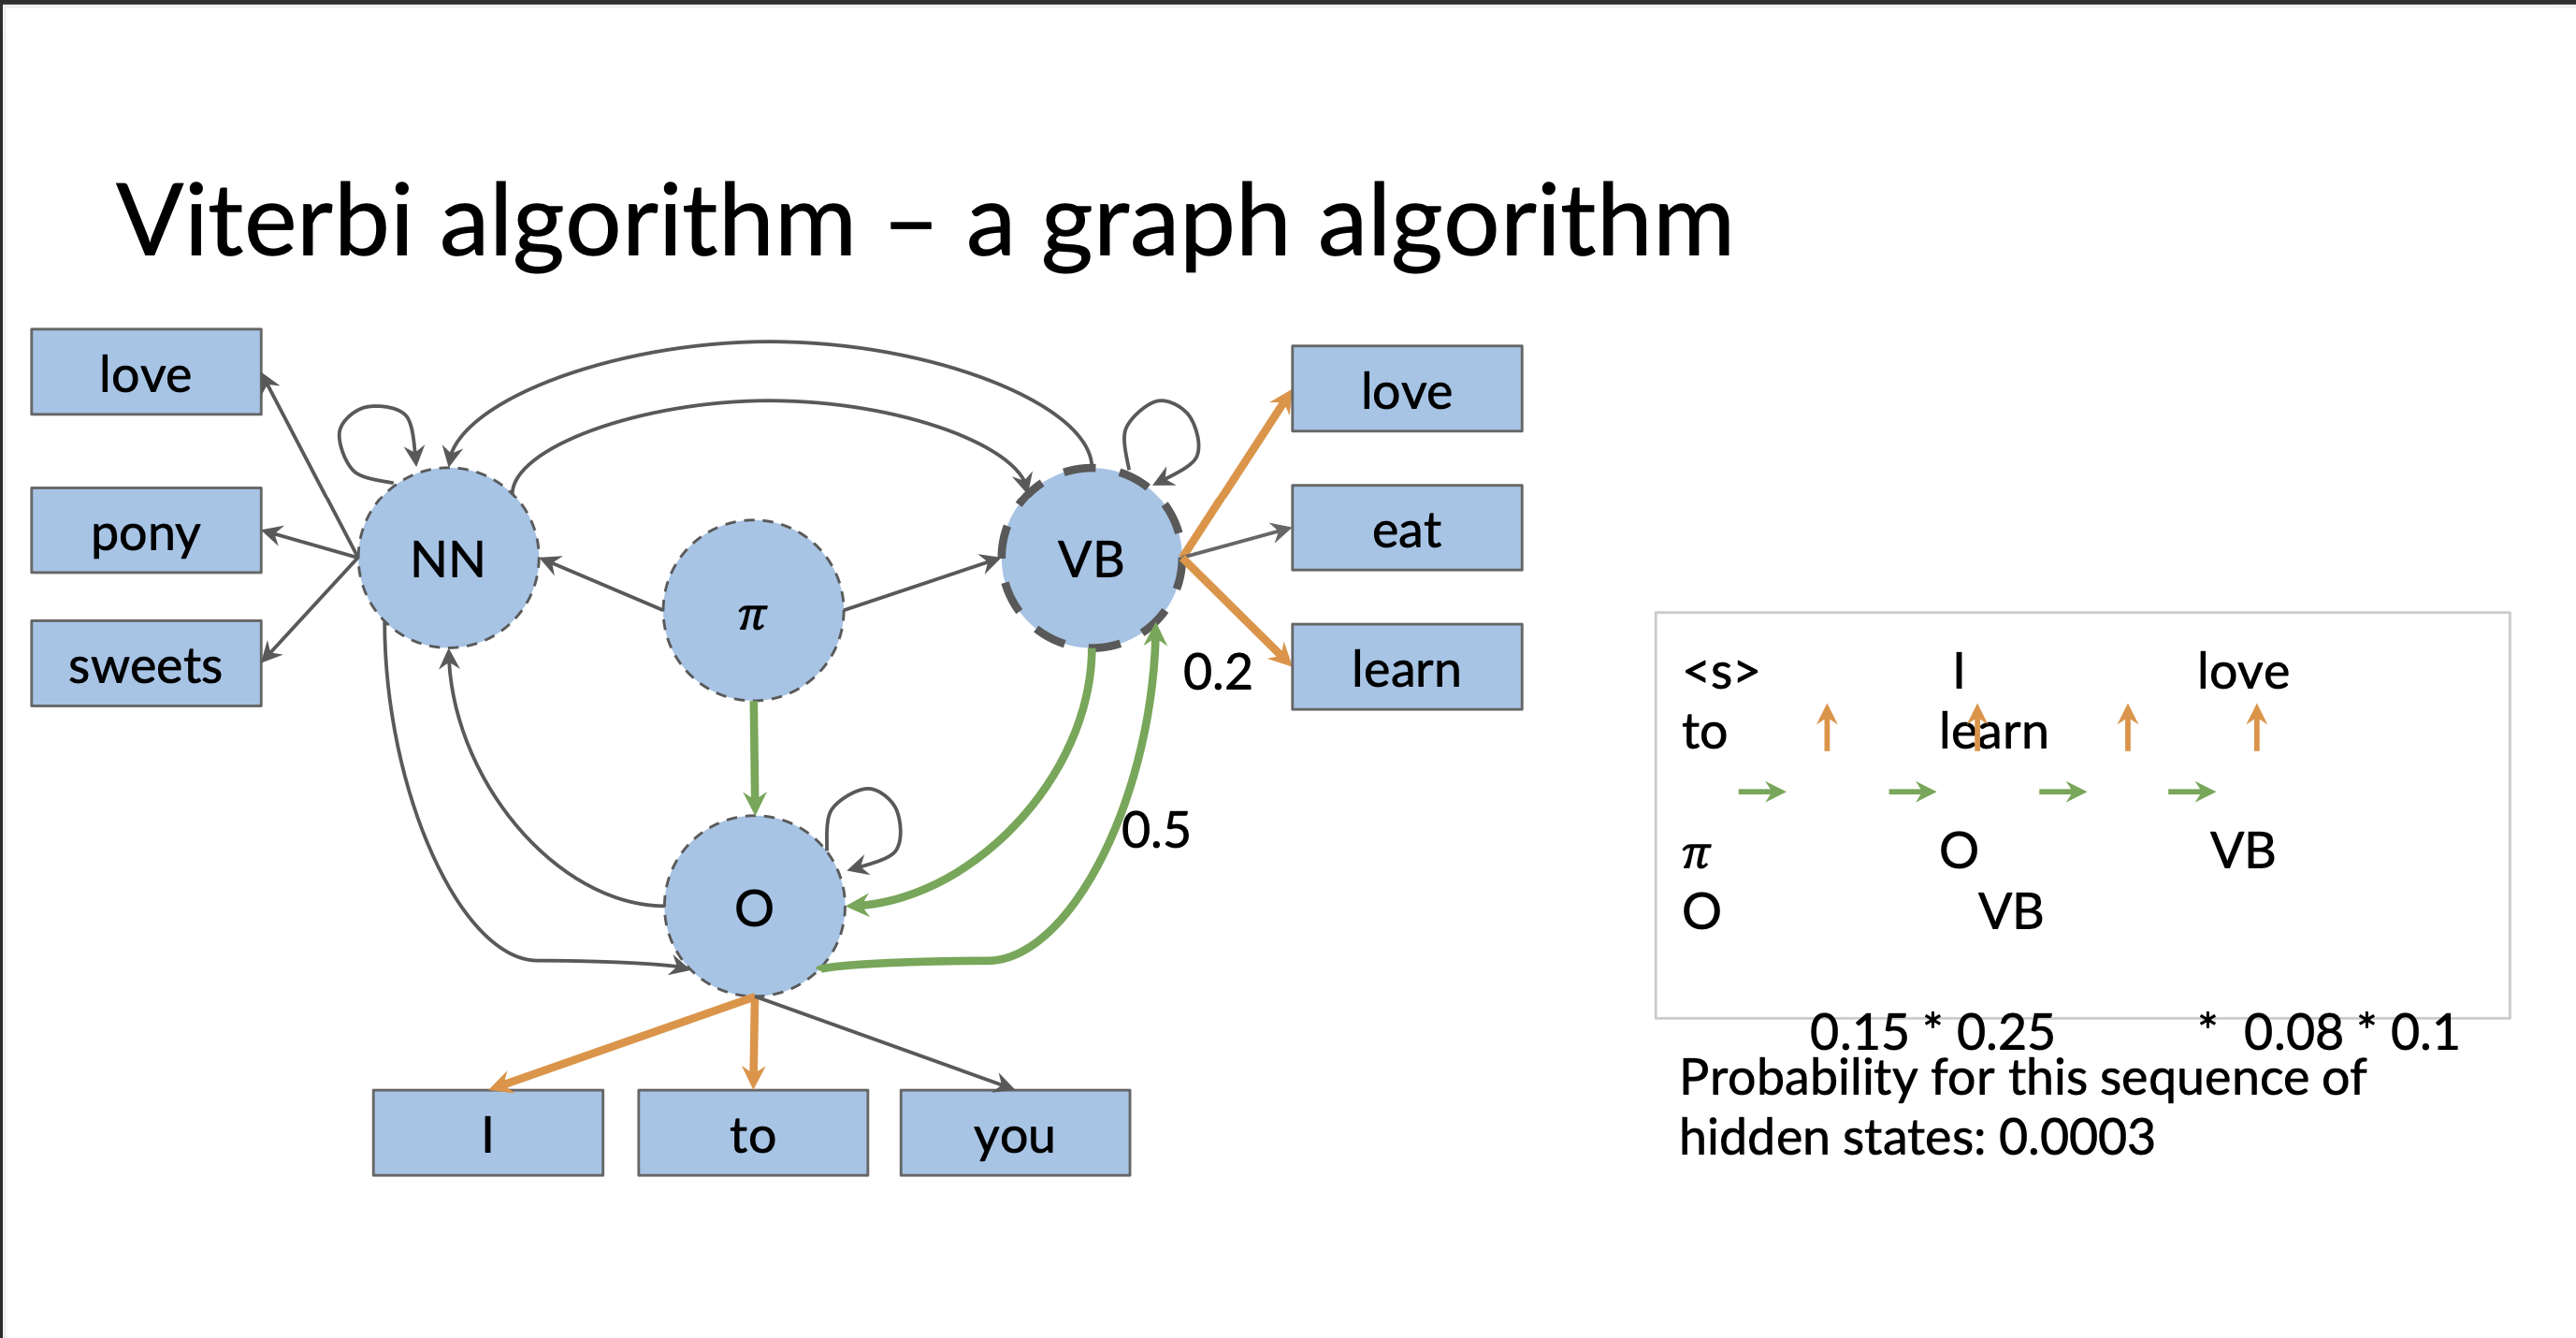 Viterbi algorithm – a graph algorithm
love
pony
sweets
NN
π
VB
O
love
eat
learn
0.2
0.5
I
to
you
<s> I love
to learn
π O VB
O VB
0.15 * 0.25 * 0.08 * 0.1
Probability for this sequence of
hidden states: 0.0003